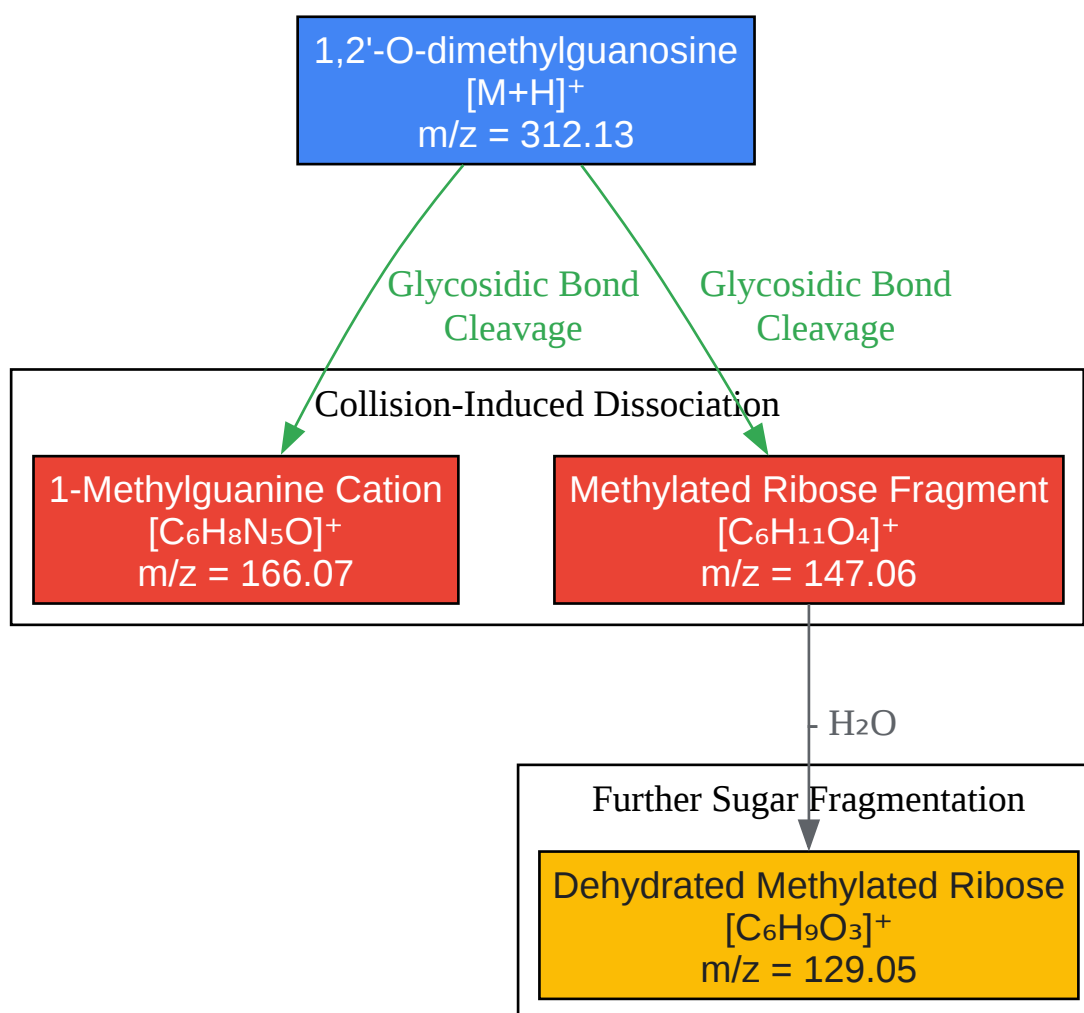 1,2'-O-dimethylguanosine
[M+H]⁺
m/z = 312.13
Glycosidic Bond
Cleavage
Glycosidic Bond
Cleavage
Collision-Induced Dissociation
1-Methylguanine Cation
[C₆H₈N₅O]⁺
m/z = 166.07
Methylated Ribose Fragment
[C₆H₁₁O₄]⁺
m/z = 147.06
- H₂O
Further Sugar Fragmentation
Dehydrated Methylated Ribose
[C₆H₉O₃]⁺
m/z = 129.05